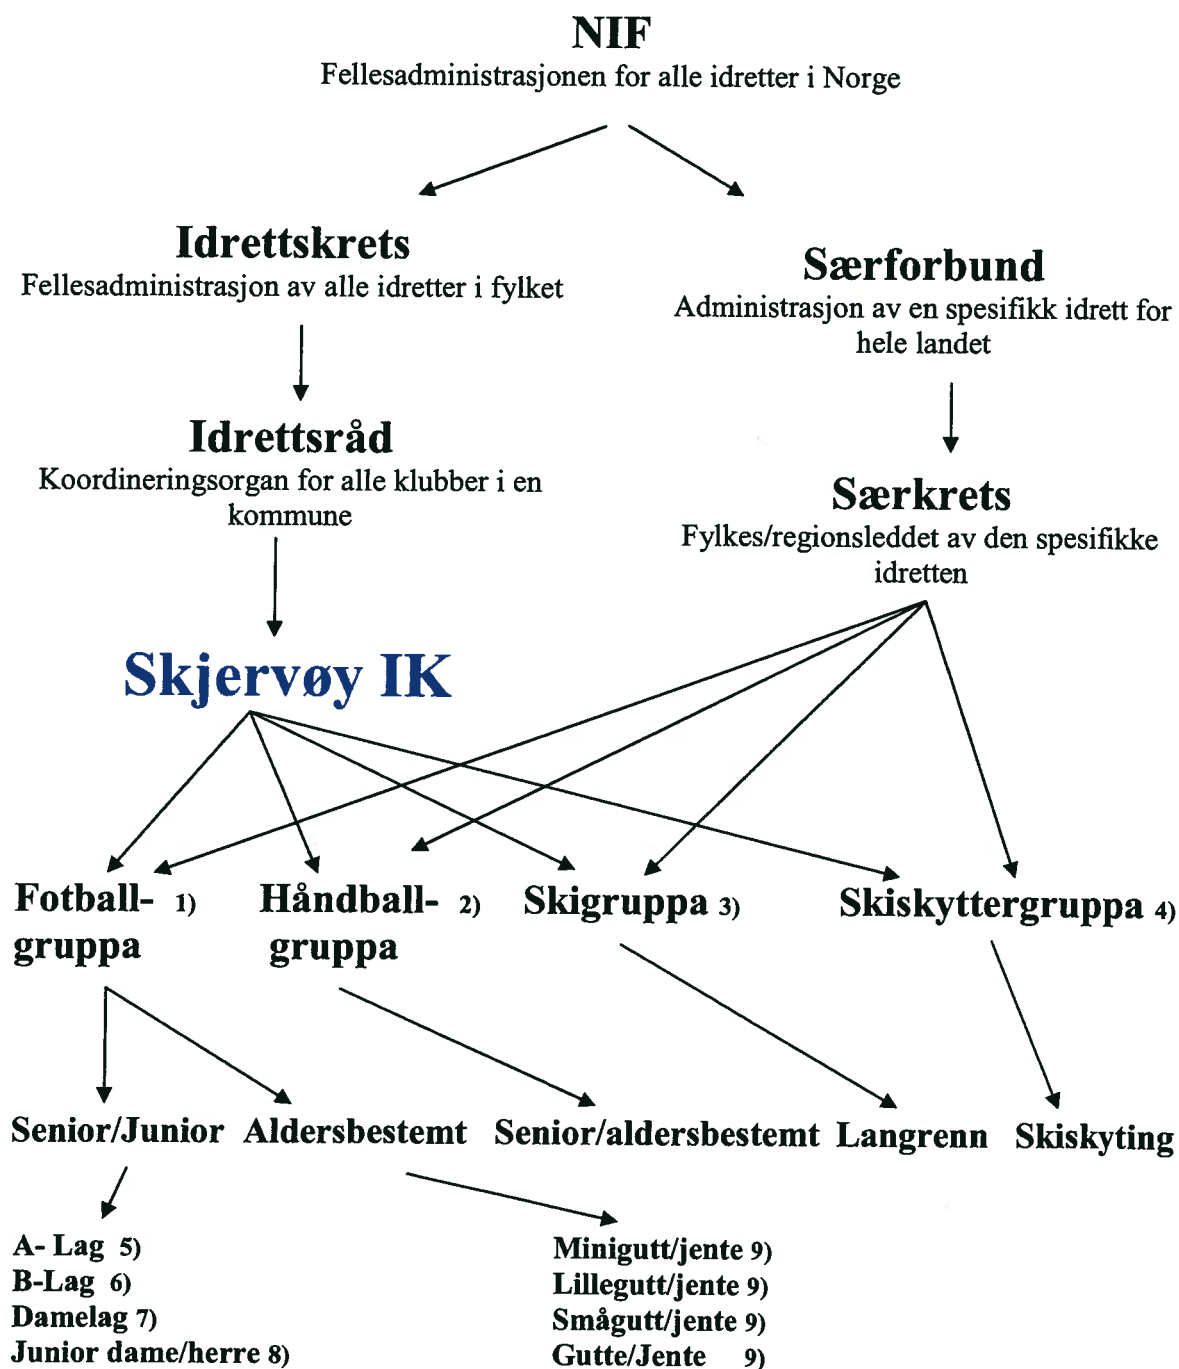 NIF
Fellesadministrasjonen for alle idretter i Norge
Idrettskrets
Fellesadministrasjon av alle idretter i fylket
Særforbund
Administrasjon av en spesifikk idrett for
hele landet
Idrettsråd
Koordineringsorgan for alle klubber i en
kommune
Særkrets
Fylkes/regionsleddet av den spesifikke
idretten
Skjervøy IK
Fotball- 1)
gruppa
Håndball- 2)
gruppa
Skigruppa 3)
Skiskyttergruppa 4)
Senior/Junior
Aldersbestemt
Senior/aldersbestemt
Langrenn
Skiskyting
A- Lag 5)
B-Lag 6)
Damelag 7)
Junior dame/herre 8)
Minigutt/jente 9)
Lillegutt/jente 9)
Smågutt/jente 9)
Gutte/Jente 9)